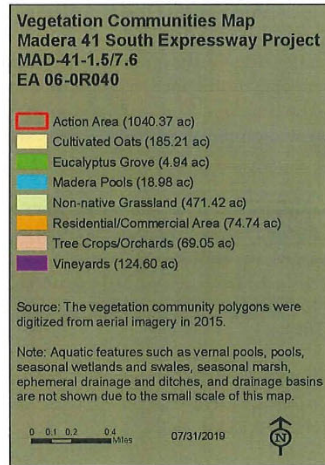 Vegetation Communities Map
Madera 41 South Expressway Project
MAD-41-1.5/7.6
EA 06-0R040
Action Area (1040.37 ac)
Cultivated Oats (185.21 ac)
Eucalyptus Grove (4.94 ac)
Madera Pools (18.98 ac)
Non-native Grassland (471.42 ac)
Residential/Commercial Area (74.74 ac)
Tree Crops/Orchards (69.05 ac)
Vineyards (124.60 ac)
Source: The vegetation community polygons were
digitized from aerial imagery in 2015.
Note: Aquatic features such as vernal pools, pools,
seasonal wetlands and swales, seasonal marsh,
ephemeral drainage and ditches, and drainage basins
are not shown due to the small scale of this map.
0 0.1 0.2 0.4
Miles
07/31/2019
N